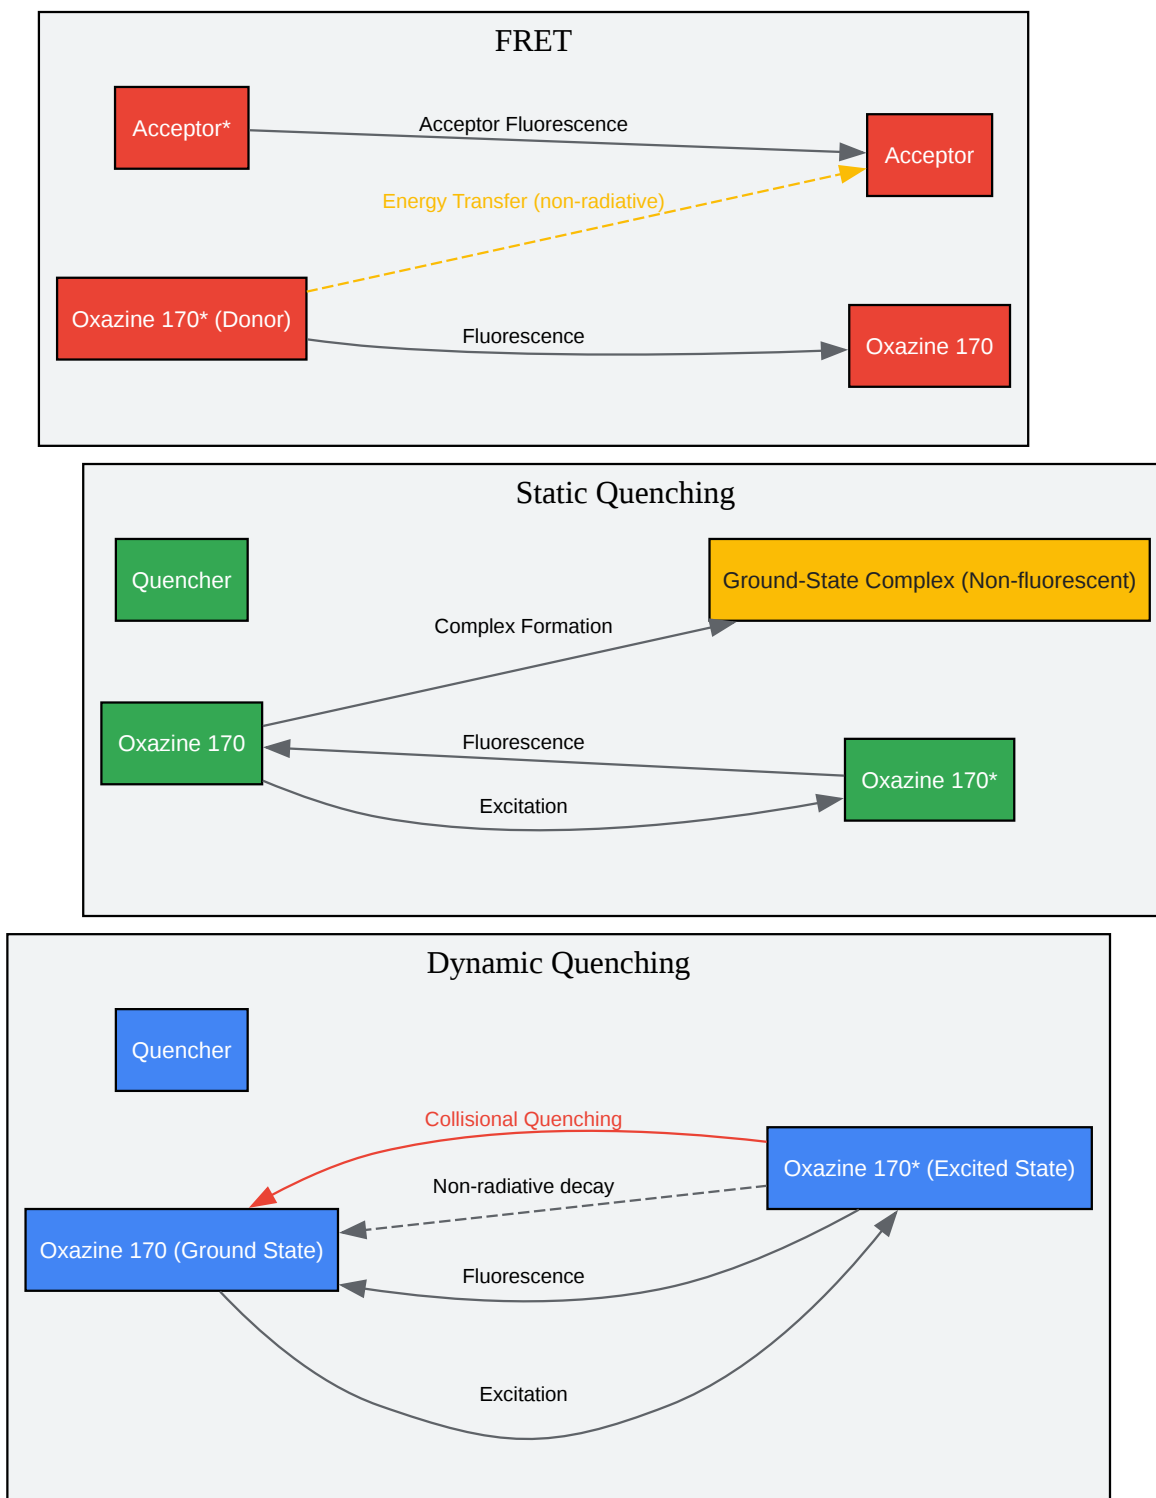 FRET
Acceptor*
Acceptor Fluorescence
Acceptor
Energy Transfer (non-radiative)
Oxazine 170* (Donor)
Fluorescence
Oxazine 170
Static Quenching
Quencher
Ground-State Complex (Non-fluorescent)
Complex Formation
Oxazine 170
Fluorescence
Oxazine 170*
Excitation
Dynamic Quenching
Quencher
Collisional Quenching
Oxazine 170* (Excited State)
Non-radiative decay
Oxazine 170 (Ground State)
Fluorescence
Excitation